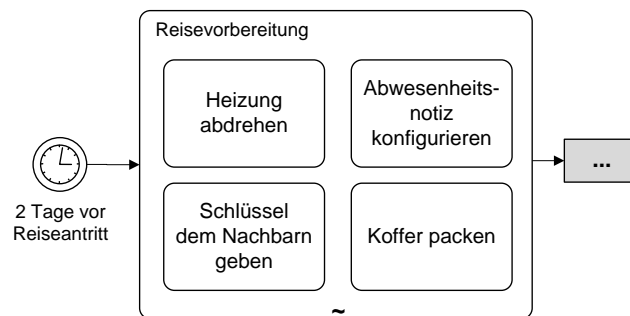 Reisevorbereitung
Heizung
abdrehen
Abwesenheits-
notiz
konfigurieren
...
2 Tage vor
Reiseantritt
Schlüssel
dem Nachbarn
geben
Koffer packen
~